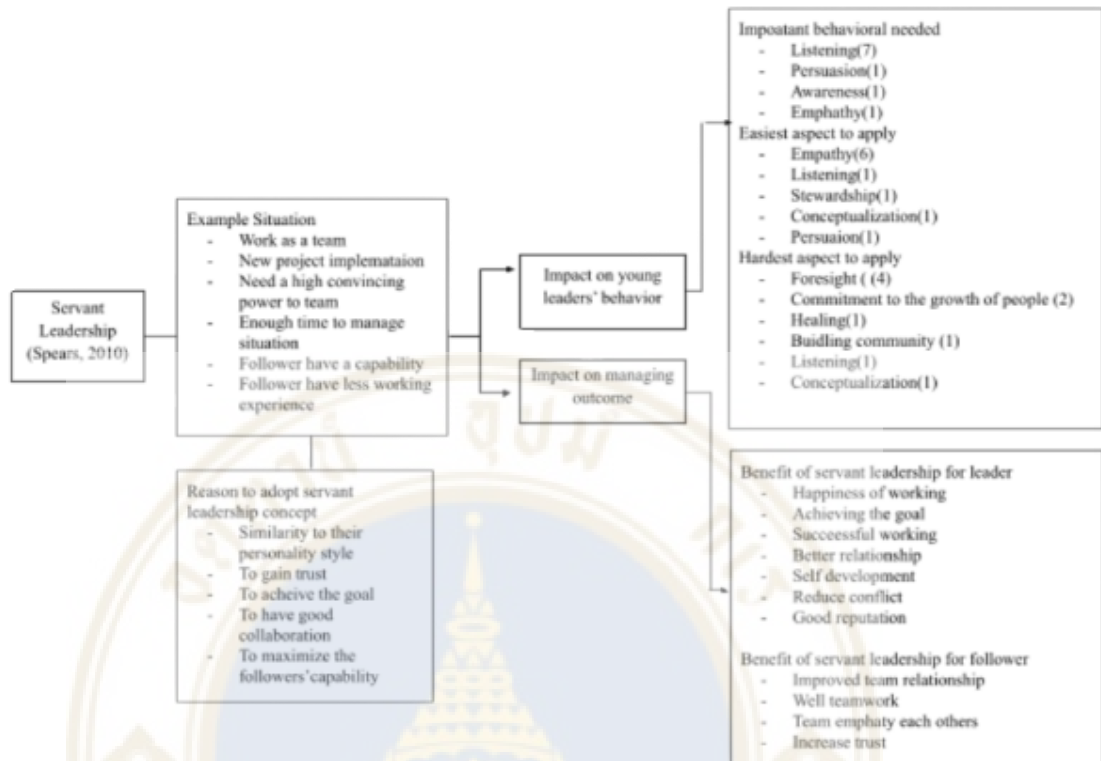 Servant
Leadership
(Spears, 2010)
Example Situation
- Work as a team
- New project implemataion
- Need a high convincing
power to team
- Enough time to manage
situation
- Follower have a capability
- Follower have less working
experience
Reason to adopt servant
leadership concept
- Similarity to their
personality style
- To gain trust
- To acheive the goal
- To have good
collaboration
- To maximize the
followers'capability
Impact on young
leaders' behavior
Impact on managing
outcome
Impoatant behavioral needed
- Listening(7)
- Persuasion(1)
- Awareness(1)
- Emphathy(1)
Easiest aspect to apply
- Empathy(6)
- Listening(1)
- Stewardship(1)
- Conceptualization(1)
- Persuaion(1)
Hardest aspect to apply
- Foresight ( (4)
- Commitment to the growth of people (2)
- Healing(1)
- Buidling community (1)
- Listening(1)
- Conceptualization(1)
Benefit of servant leadership for leader
- Happiness of working
- Achieving the goal
- Succeessful working
- Better relationship
- Self development
- Reduce conflict
- Good reputation
Benefit of servant leadership for follower
- Improved team relationship
- Well teamwork
- Team emphaty each others
- Increase trust